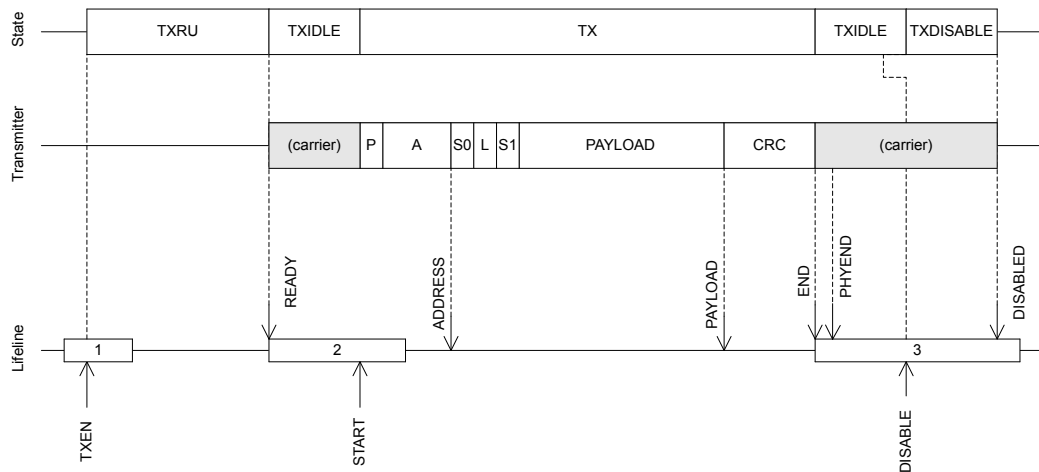 State
TXRU
TXIDLE
TX
TXIDLE
TXDISABLE
Transmitter
(carrier)
P
A
S0
L
S1
PAYLOAD
CRC
(carrier)
READY
ADDRESS
PAYLOAD
END
PHYEND
DISABLED
Lifeline
1
2
3
TXEN
START
DISABLE